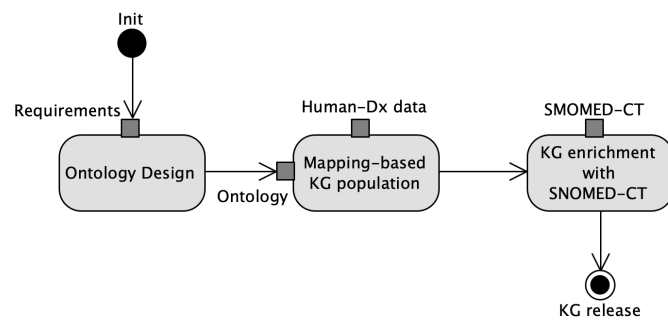 Init
Requirements
Human-Dx data
SMOMED-CT
Ontology Design
Mapping-based
KG population
KG enrichment
with
SNOMED-CT
Ontology
KG release